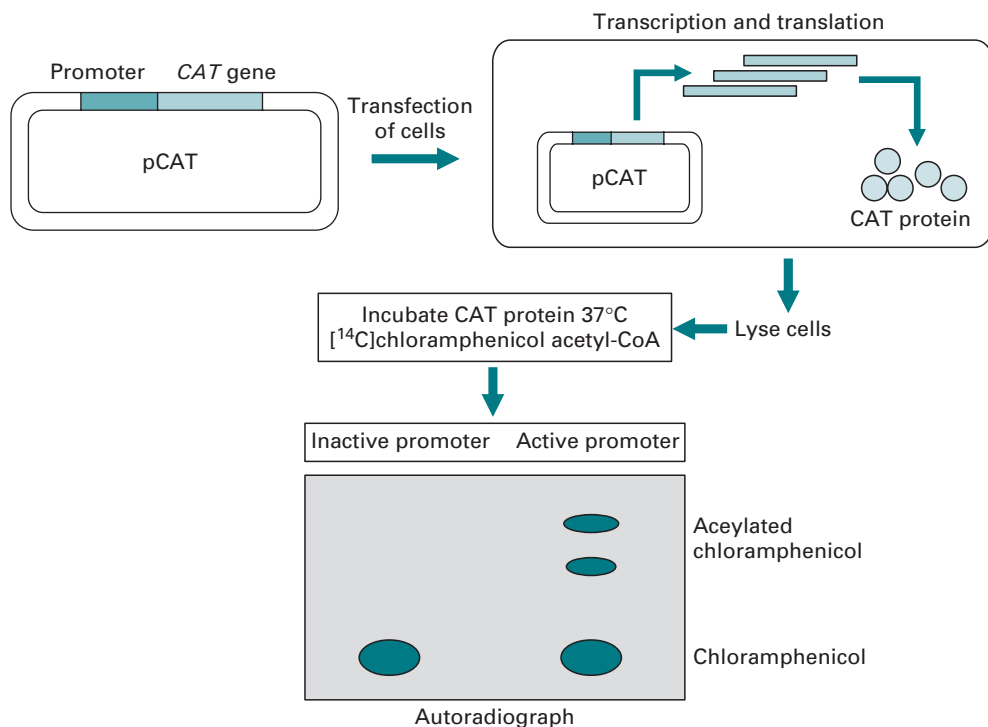 Transcription and translation
Promoter CAT gene
Transfection
of cells
pCAT
pCAT
CAT protein
Incubate CAT protein 37°C
[¹⁴C]chloramphenicol acetyl-CoA
Lyse cells
Inactive promoter Active promoter
Aceylated
chloramphenicol
Chloramphenicol
Autoradiograph